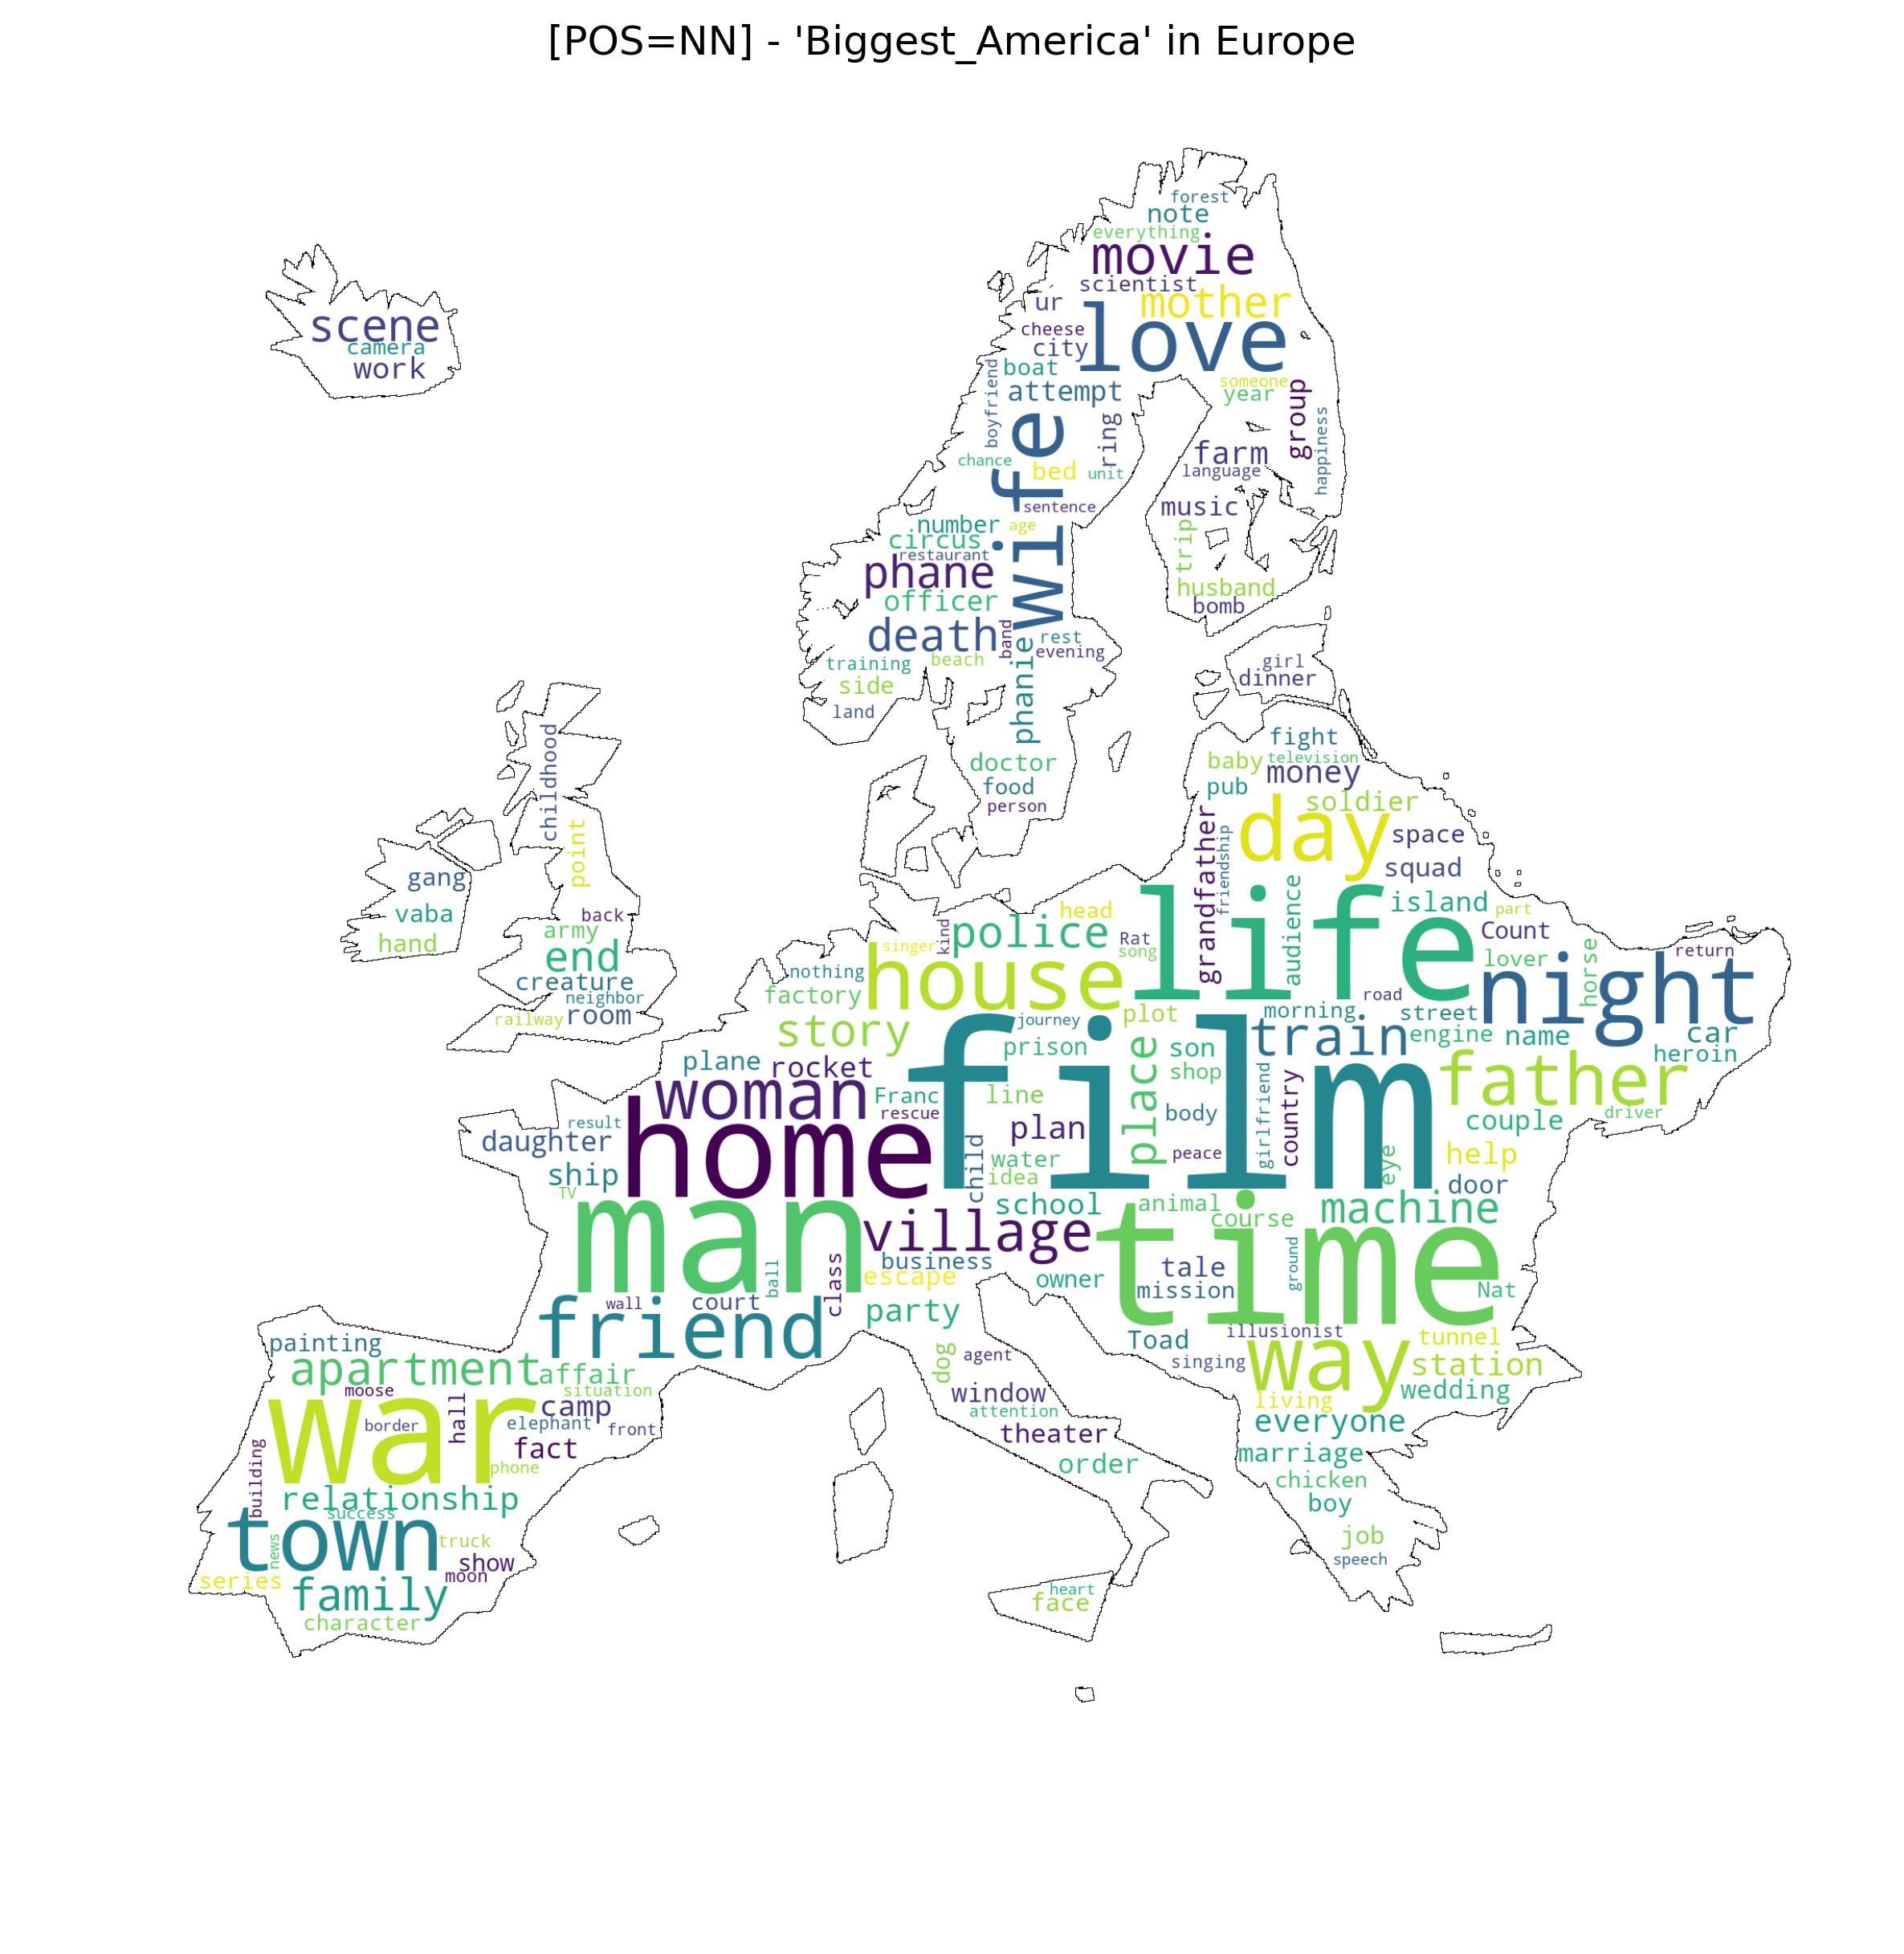 [POS=NN] - 'Biggest_America' in Europe
forest
note
everything
movie
scientist
mother
ur
love
cheese
city
boat
attempt
boyfriend
wife
ring
someone
year
group
happiness
farm
language
chance
bed
unit
sentence
music
trip
number
age
circus
restaurant
phane
officer
husband
bomb
death
band
rest
evening
training
beach
side
land
phanie
girl
dinner
doctor
food
person
scene
camera
work
childhood
point
gang
vaba
hand
back
army
end
creature
neighbor
railway
room
fight
baby
television
money
pub
soldier
day
space
squad
grandfather
friendship
audience
life
island
part
Count
lover
horse
return
night
head
police
kind
singer
Rat
song
house
nothing
factory
story
journey
plot
prison
road
morning
street
train
engine
name
car
heroin
father
couple
driver
plane
rocket
woman
Franc
rescue
line
film
son
shop
place
body
girlfriend
country
plan
peace
help
door
eye
result
daughter
ship
TV
home
child
water
idea
school
animal
course
machine
man
village
time
business
escape
class
ball
wall
court
friend
party
owner
tale
mission
ground
Nat
painting
apartment
affair
moose
situation
war
border
hall
camp
elephant
front
fact
phone
building
relationship
success
town
news
truck
show
moon
series
family
character
dog
agent
window
attention
theater
order
heart
face
Toad
illusionist
singing
way
tunnel
station
living
wedding
everyone
marriage
chicken
boy
job
speech